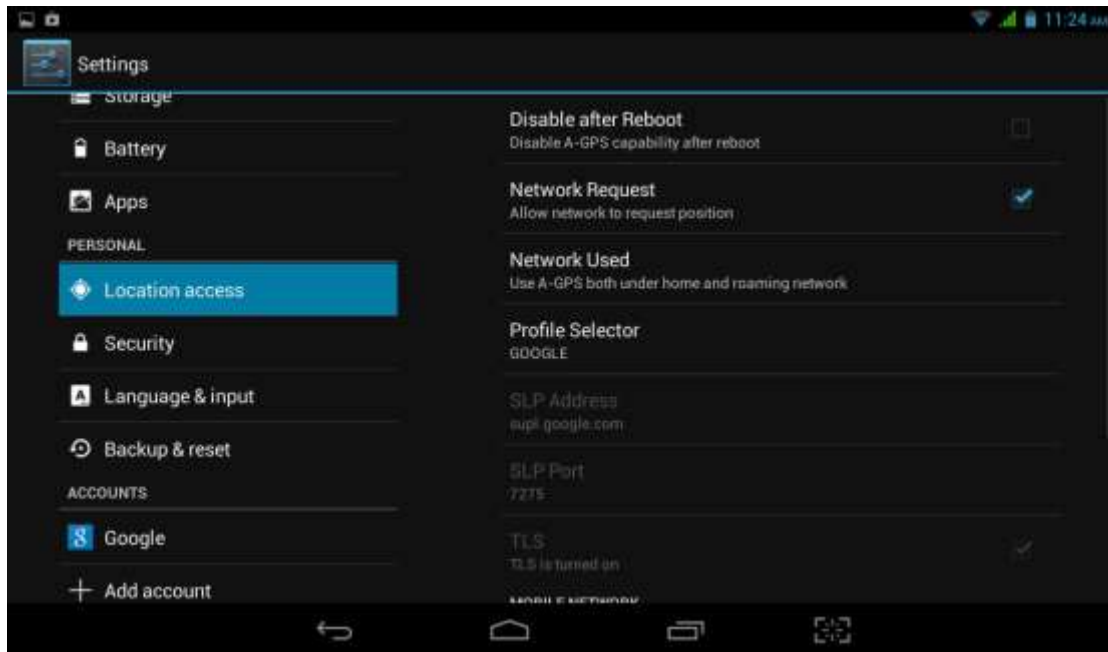 11:24 AM
Settings
Storage
Battery
Apps
PERSONAL
Location access
Security
Language & input
Backup & reset
ACCOUNTS
Google
Add account
Disable after Reboot
Disable A-GPS capability after reboot
Network Request
Allow network to request position
Network Used
Use A-GPS both under home and roaming network
Profile Selector
GOOGLE
SLP Address
supl.google.com
SLP Port
7275
TLS
TLS is turned on
MOBILE NETWORK